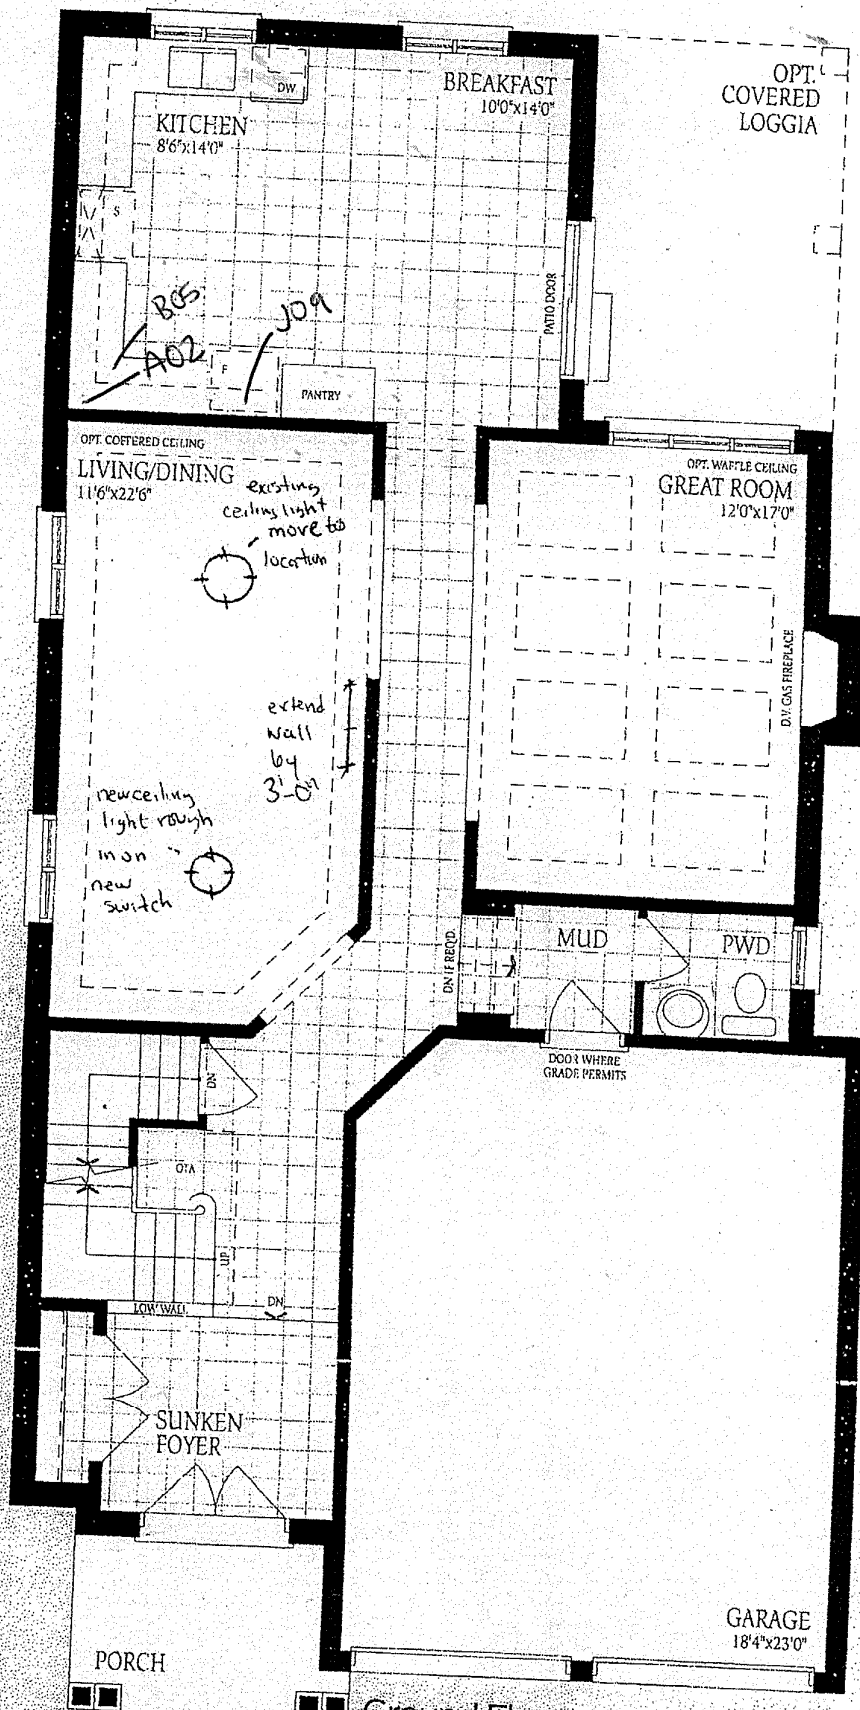 OPT.
COVERED
LOGGIA
BREAKFAST
10'0"x14'0"
DW
KITCHEN
8'6"x14'0"
S
PATIO DOOR
B05
J09
A02
F
PANTRY
OPT. COFFERED CEILING
LIVING/DINING
11'6"x22'6"
existing
ceiling light
move to
location
OPT. WAFFLE CEILING
GREAT ROOM
12'0"x17'0"
D.V. GAS FIREPLACE
extend
wall
by
3'-0"
new ceiling
light rough
in on
new
switch
DN IF REQ'D.
MUD
PWD
DOOR WHERE
GRADE PERMITS
DN
OTA
UP
LOW WALL
DN
SUNKEN
FOYER
GARAGE
18'4"x23'0"
PORCH